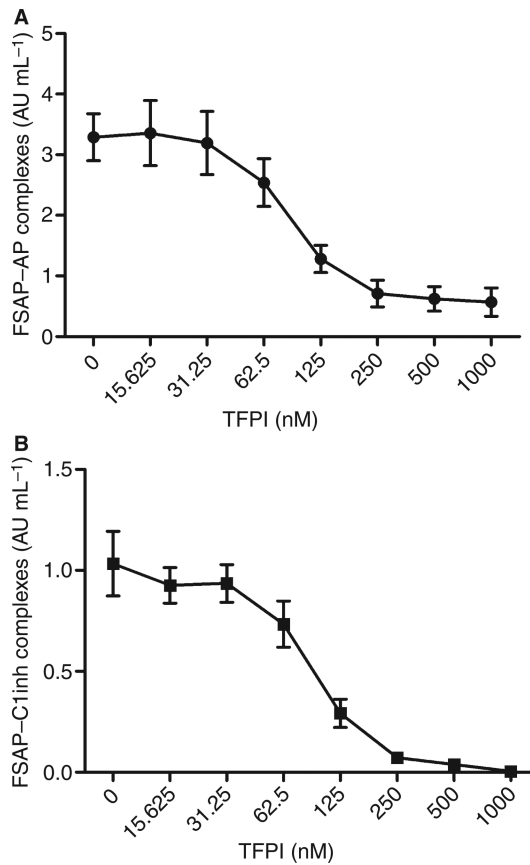 A
FSAP–AP complexes (AU mL⁻¹)
5
4
3
2
1
0
0 15.625 31.25 62.5 125 250 500 1000
TFPI (nM)
B
FSAP–C1inh complexes (AU mL⁻¹)
1.5
1.0
0.5
0.0
0 15.625 31.25 62.5 125 250 500 1000
TFPI (nM)